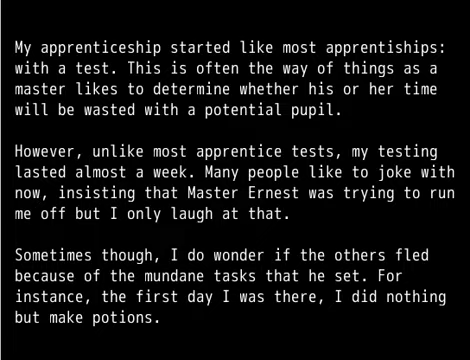 My apprenticeship started like most apprentiships:
with a test. This is often the way of things as a
master likes to determine whether his or her time
will be wasted with a potential pupil.
However, unlike most apprentice tests, my testing
lasted almost a week. Many people like to joke with
now, insisting that Master Ernest was trying to run
me off but I only laugh at that.
Sometimes though, I do wonder if the others fled
because of the mundane tasks that he set. For
instance, the first day I was there, I did nothing
but make potions.